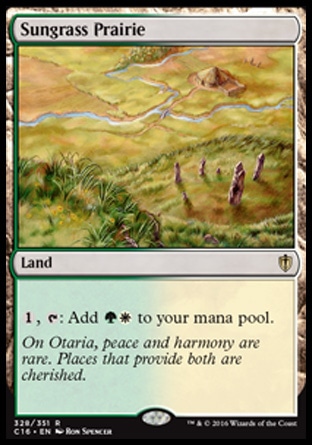 Sungrass Prairie
Land
1, T: Add to your mana pool.
On Otaria, peace and harmony are
rare. Places that provide both are
cherished.
328/351 R
C16 • EN Ron Spencer
™ & © 2016 Wizards of the Coast